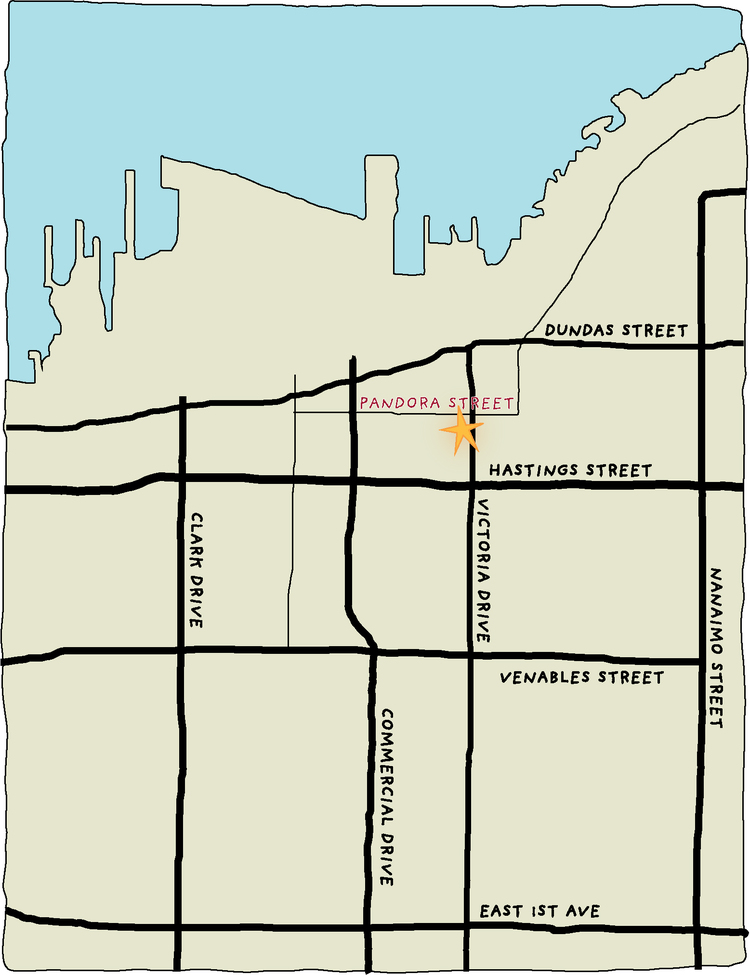 DUNDAS STREET
PANDORA STREET
HASTINGS STREET
CLARK DRIVE
VICTORIA DRIVE
NANAIMO STREET
VENABLES STREET
COMMERCIAL DRIVE
EAST 1ST AVE